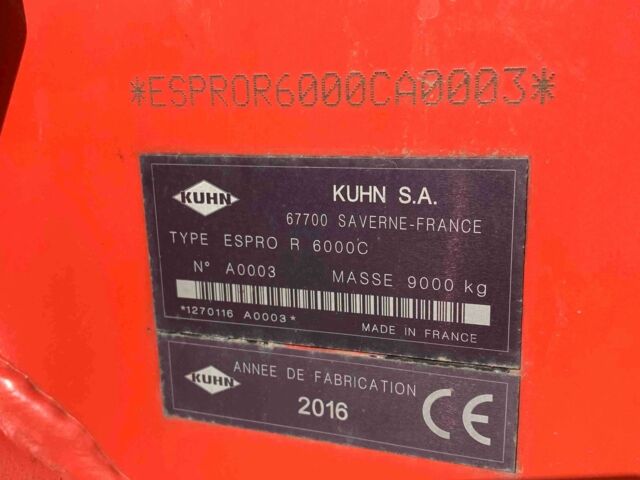 *ESPROR6000CA0003*
KUHN
KUHN S.A.
67700 SAVERNE-FRANCE
TYPE ESPRO R 6000C
N° A0003 MASSE 9000 kg
*1270116 A0003*
MADE IN FRANCE
KUHN
ANNEE DE FABRICATION
2016
CE